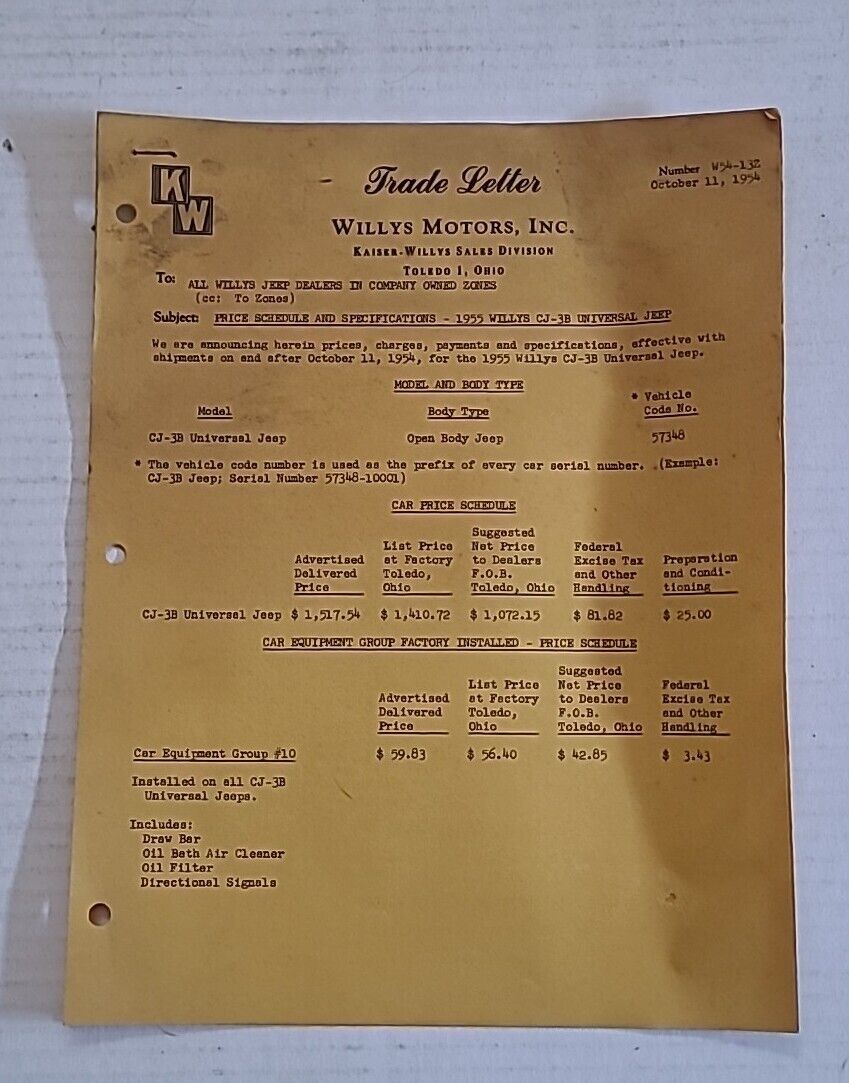 KW
Trade Letter
Number W54-132
October 11, 1954
WILLYS MOTORS, INC.
KAISER-WILLYS SALES DIVISION
TOLEDO 1, OHIO
To: ALL WILLYS JEEP DEALERS IN COMPANY OWNED ZONES
(cc: To Zones)
Subject: PRICE SCHEDULE AND SPECIFICATIONS - 1955 WILLYS CJ-3B UNIVERSAL JEEP
We are announcing herein prices, charges, payments and specifications, effective with
shipments on and after October 11, 1954, for the 1955 Willys CJ-3B Universal Jeep.
MODEL AND BODY TYPE
* Vehicle
Model Body Type Code No.
CJ-3B Universal Jeep Open Body Jeep 57348
* The vehicle code number is used as the prefix of every car serial number. (Example:
CJ-3B Jeep; Serial Number 57348-10001)
CAR PRICE SCHEDULE
Suggested
List Price Net Price Federal
Advertised at Factory to Dealers Excise Tax Preparation
Delivered Toledo, F.O.B. and Other and Condi-
Price Ohio Toledo, Ohio Handling tioning
CJ-3B Universal Jeep $ 1,517.54 $ 1,410.72 $ 1,072.15 $ 81.82 $ 25.00
CAR EQUIPMENT GROUP FACTORY INSTALLED - PRICE SCHEDULE
Suggested
List Price Net Price Federal
Advertised at Factory to Dealers Excise Tax
Delivered Toledo, F.O.B. and Other
Price Ohio Toledo, Ohio Handling
Car Equipment Group #10 $ 59.83 $ 56.40 $ 42.85 $ 3.43
Installed on all CJ-3B
Universal Jeeps.
Includes:
Draw Bar
Oil Bath Air Cleaner
Oil Filter
Directional Signals